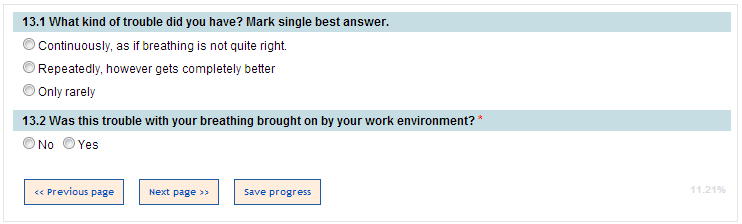 13.1 What kind of trouble did you have? Mark single best answer.
Continuously, as if breathing is not quite right.
Repeatedly, however gets completely better
Only rarely
13.2 Was this trouble with your breathing brought on by your work environment? *
No Yes
<< Previous page Next page >> Save progress 11.21%